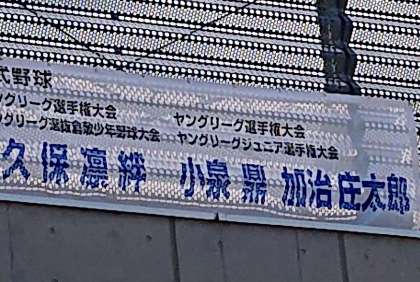 式野球
ングリーグ選手権大会 ヤングリーグ選手権大会
ングリーグ選抜倉敷少年野球大会 ヤングリーグジュニア選手権大会
久保凛絆 小泉鼎 加治庄太郎